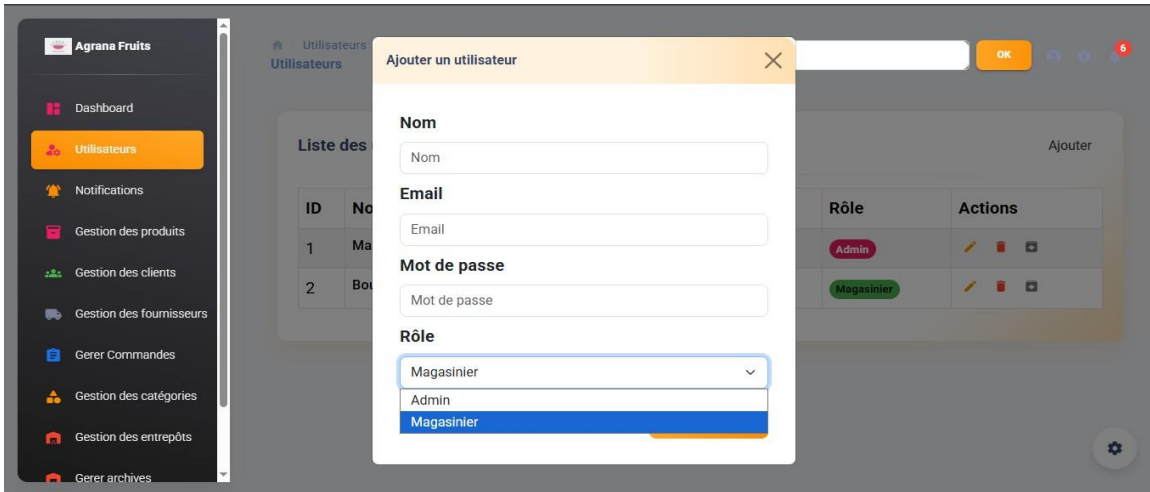 Agrana Fruits
Dashboard
Utilisateurs
Notifications
Gestion des produits
Gestion des clients
Gestion des fournisseurs
Gerer Commandes
Gestion des catégories
Gestion des entrepôts
Gerer archives
Utilisateurs
Utilisateurs
OK
6
Liste des
Ajouter
ID No Rôle Actions
1 Ma Admin
2 Bou Magasinier
Ajouter un utilisateur
Nom
Nom
Email
Email
Mot de passe
Mot de passe
Rôle
Magasinier
Admin
Magasinier